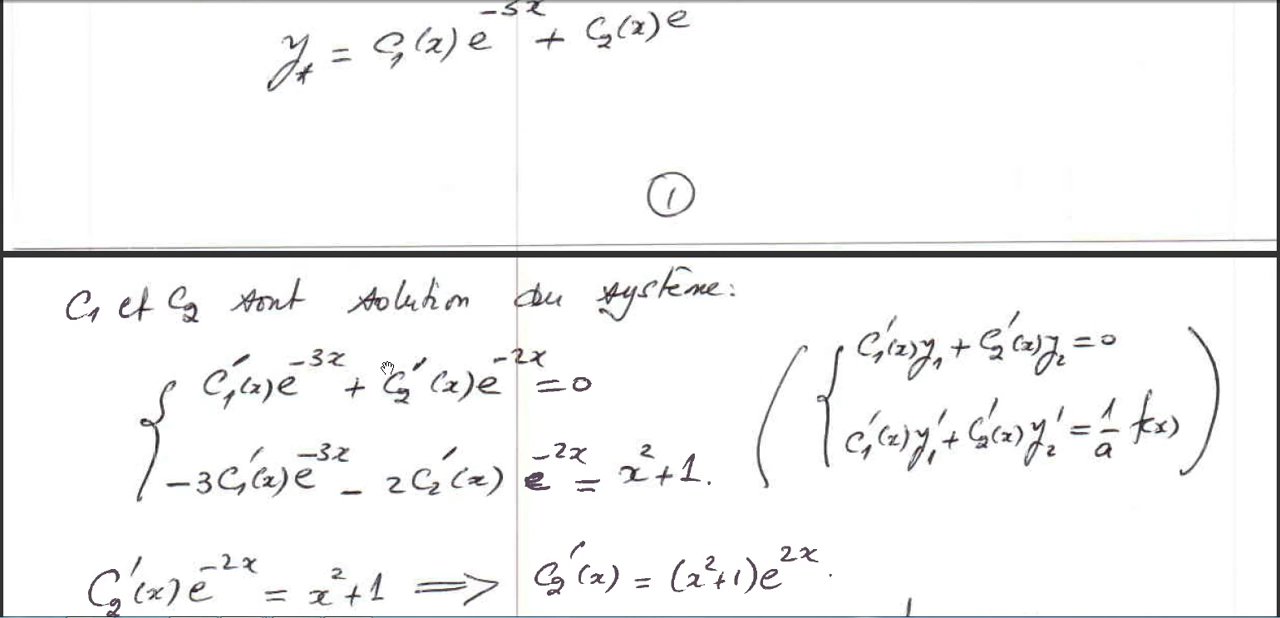 y* = C₁(x)e^{-3x} + C₂(x)e
①
C₁ et C₂ sont solution du système:
{ C₁'(x)e^{-3x} + C₂'(x)e^{-2x} = 0
-3C₁'(x)e^{-3x} - 2C₂'(x)e^{-2x} = x²+1.
( { C₁'(x)y₁ + C₂'(x)y₂ = 0
C₁'(x)y₁' + C₂'(x)y₂' = 1/a f(x) )
C₂'(x)e^{-2x} = x²+1 ⟹ C₂'(x) = (x²+1)e^{2x}.